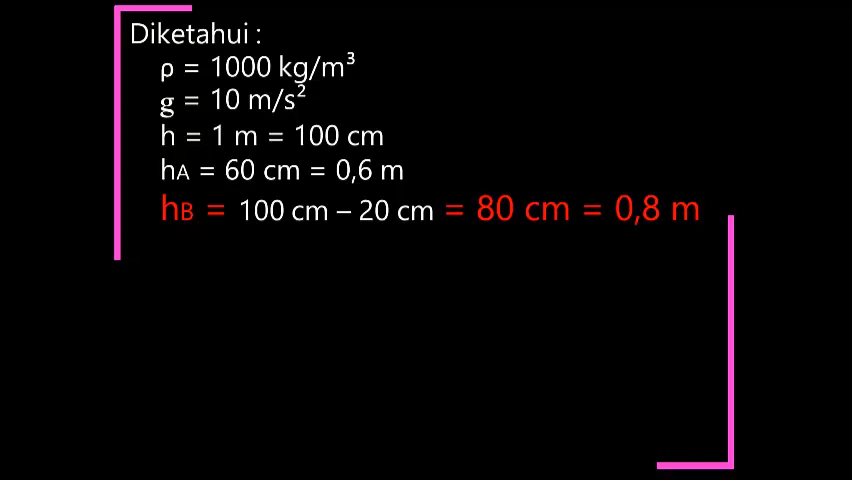 Diketahui :
ρ = 1000 kg/m³
g = 10 m/s²
h = 1 m = 100 cm
hA = 60 cm = 0,6 m
hB = 100 cm – 20 cm = 80 cm = 0,8 m